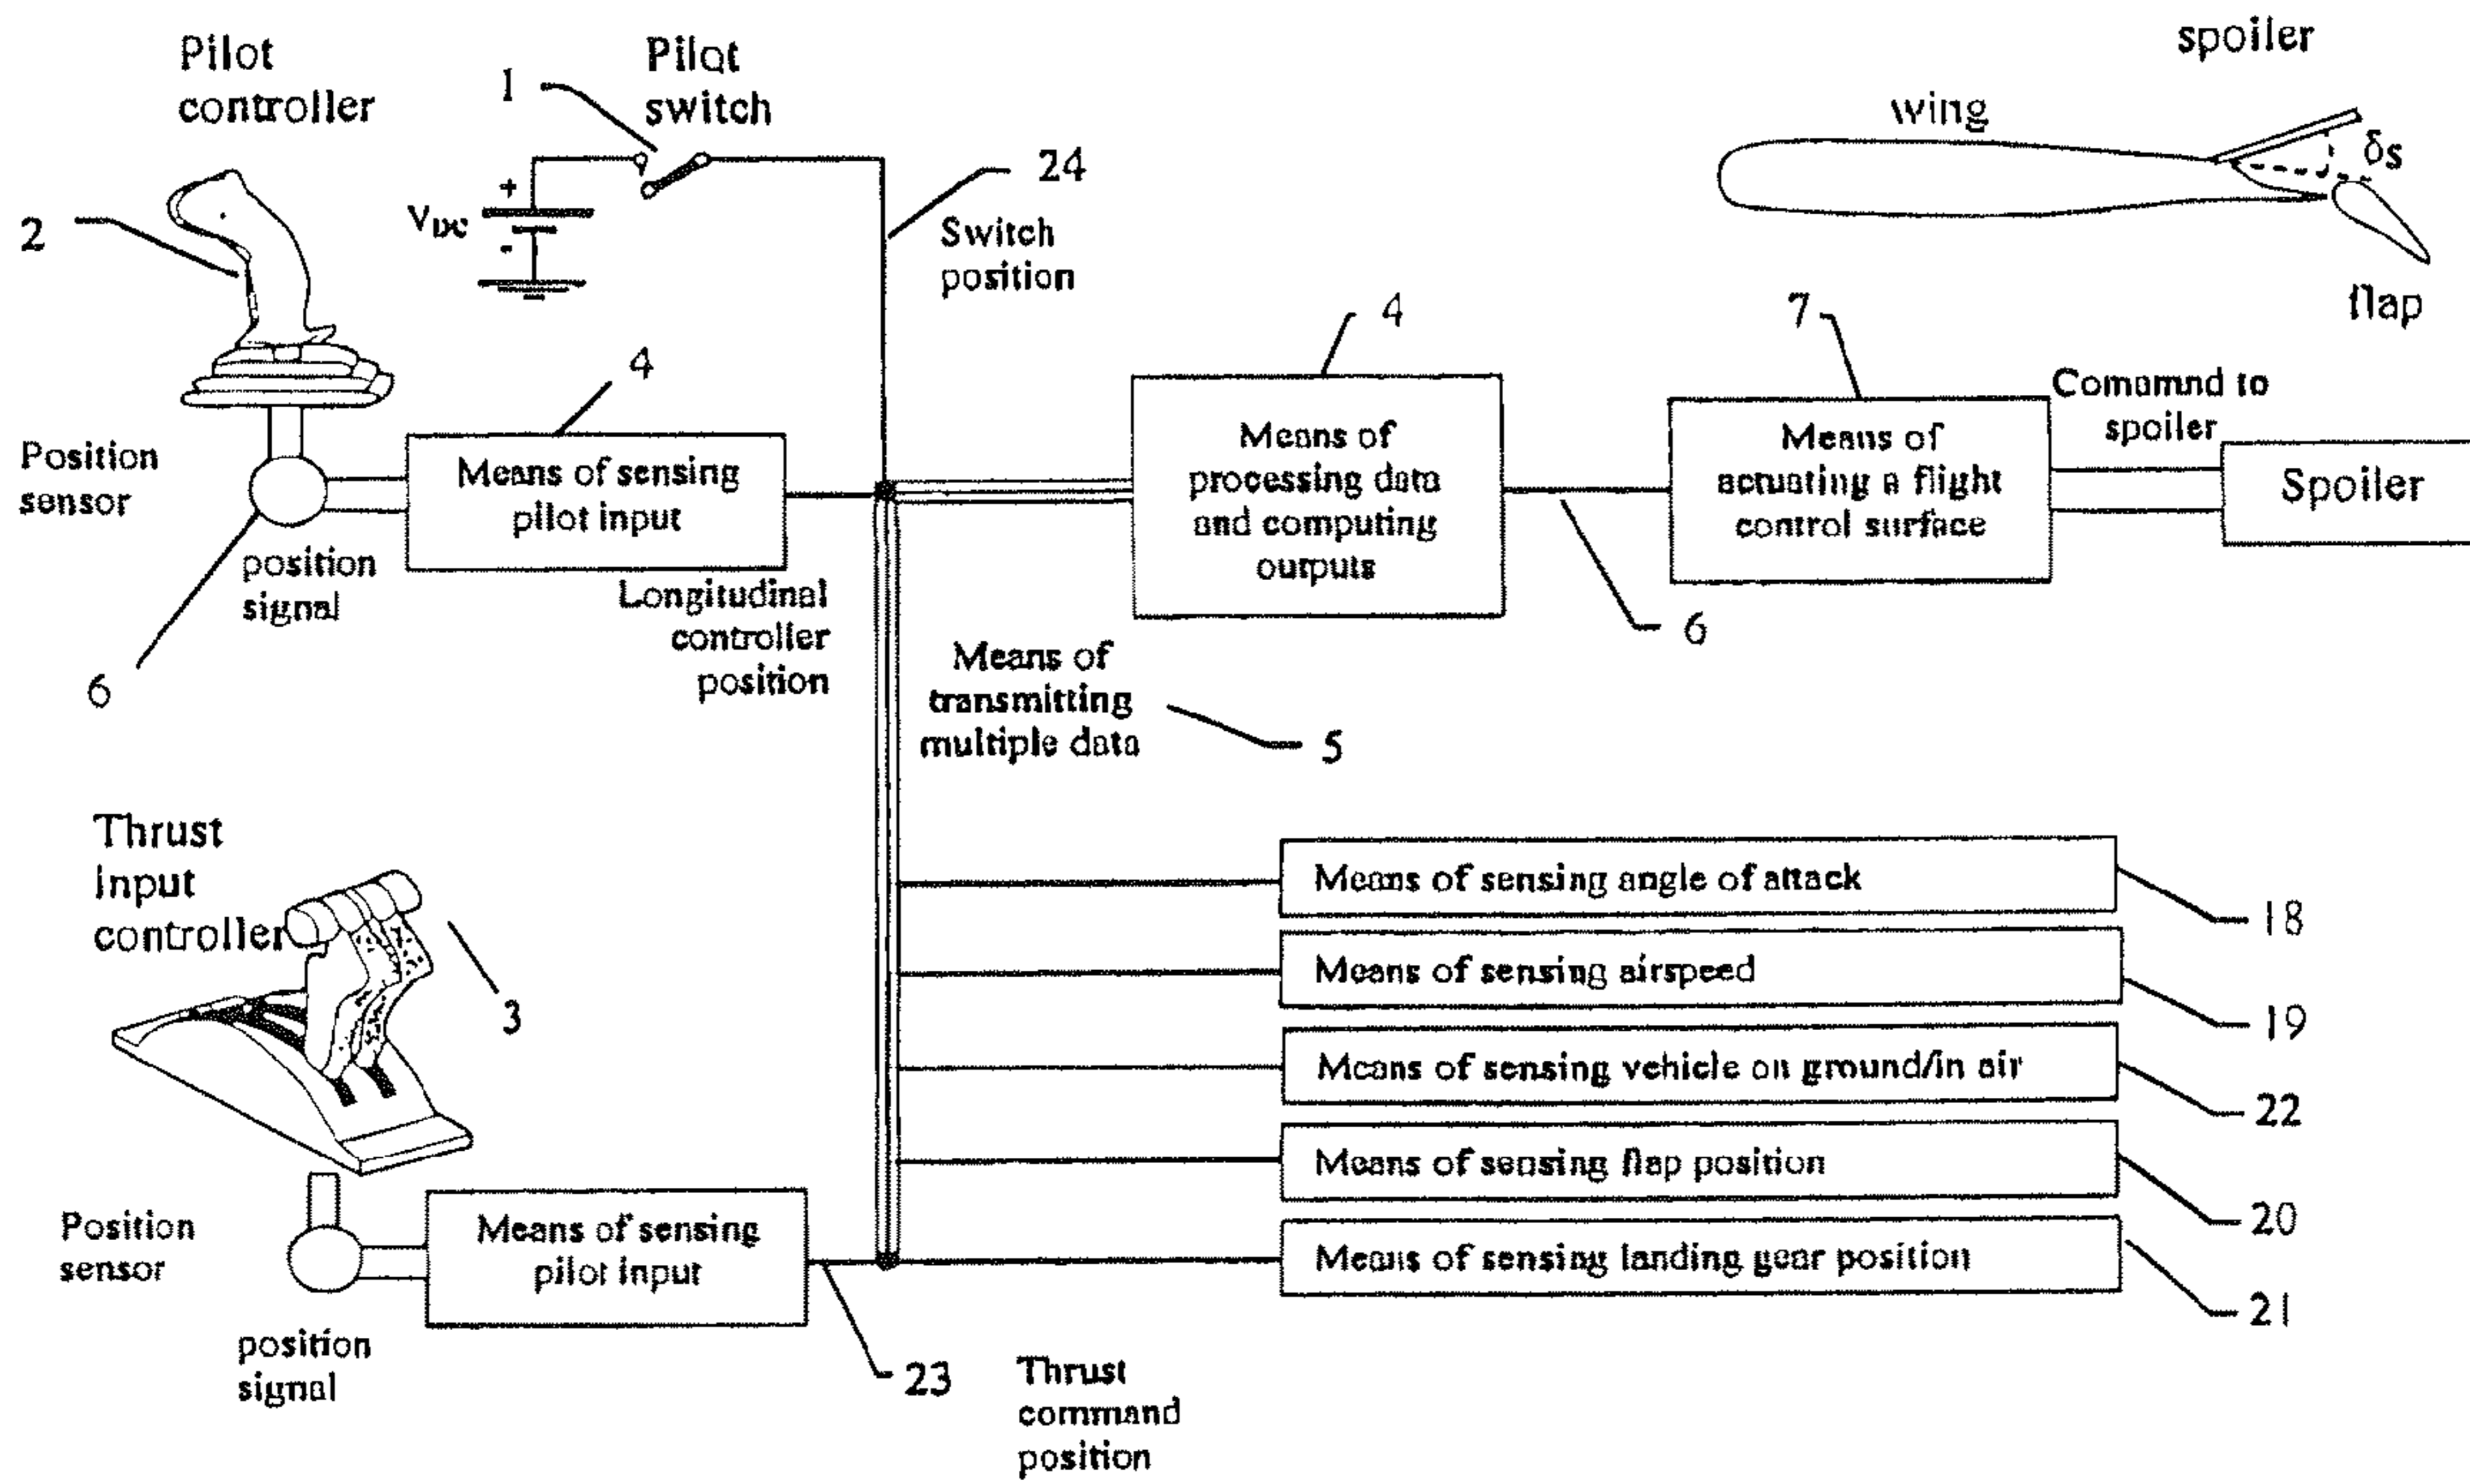 Pilot
controller
1
Pilot
switch
spoiler
wing
δs
flap
2
+
VDC
-
24
Switch
position
4
4
7
Position
sensor
Means of sensing
pilot input
position
signal
6
Longitudinal
controller
position
Means of
processing data
and computing
outputs
6
Means of
actuating a flight
control surface
Comamnd to
spoiler
Spoiler
Means of
transmitting
multiple data
5
Thrust
Input
controller
3
Means of sensing angle of attack
18
Means of sensing airspeed
19
Means of sensing vehicle on ground/in air
22
Means of sensing flap position
20
Means of sensing landing gear position
21
Position
sensor
Means of sensing
pilot input
position
signal
23
Thrust
command
position